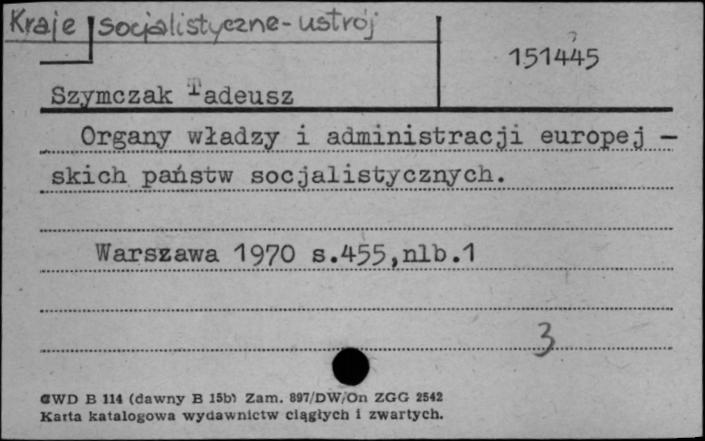 Kraje socjalistyczne - ustrój
151445
Szymczak Tadeusz
Organy władzy i administracji europej -
skich państw socjalistycznych.
Warszawa 1970 s.455,nlb.1
3
GWD B 114 (dawny B 15b) Zam. 897/DW/On ZGG 2542
Karta katalogowa wydawnictw ciągłych i zwartych.